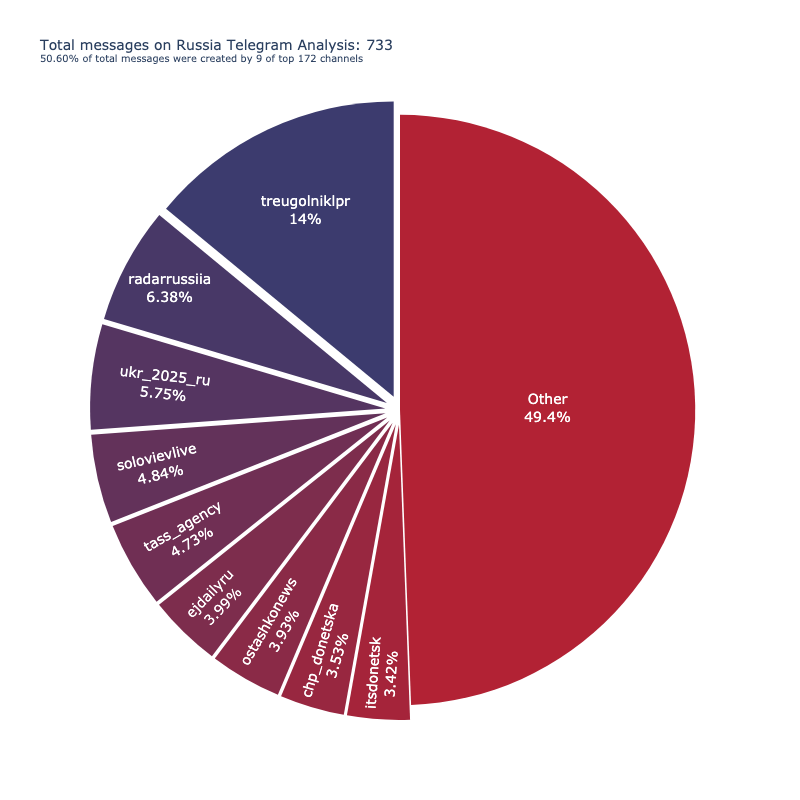 Total messages on Russia Telegram Analysis: 733
50.60% of total messages were created by 9 of top 172 channels
treugolniklpr
14%
radarrussiia
6.38%
ukr_2025_ru
5.75%
solovievlive
4.84%
tass_agency
4.73%
ejdailyru
3.99%
ostashkonews
3.93%
chp_donetska
3.53%
itsdonetsk
3.42%
Other
49.4%